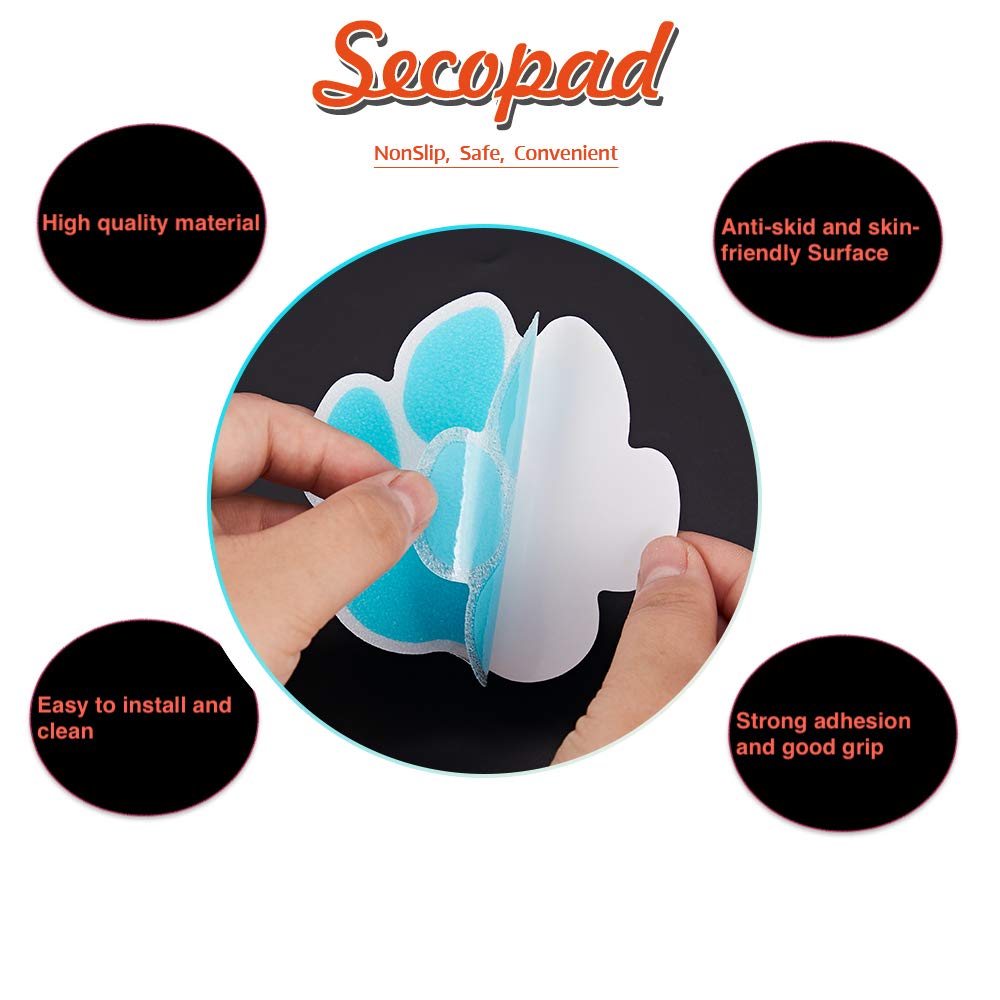 Secopad
NonSlip, Safe, Convenient
High quality material
Anti-skid and skin-
friendly Surface
Easy to install and
clean
Strong adhesion
and good grip